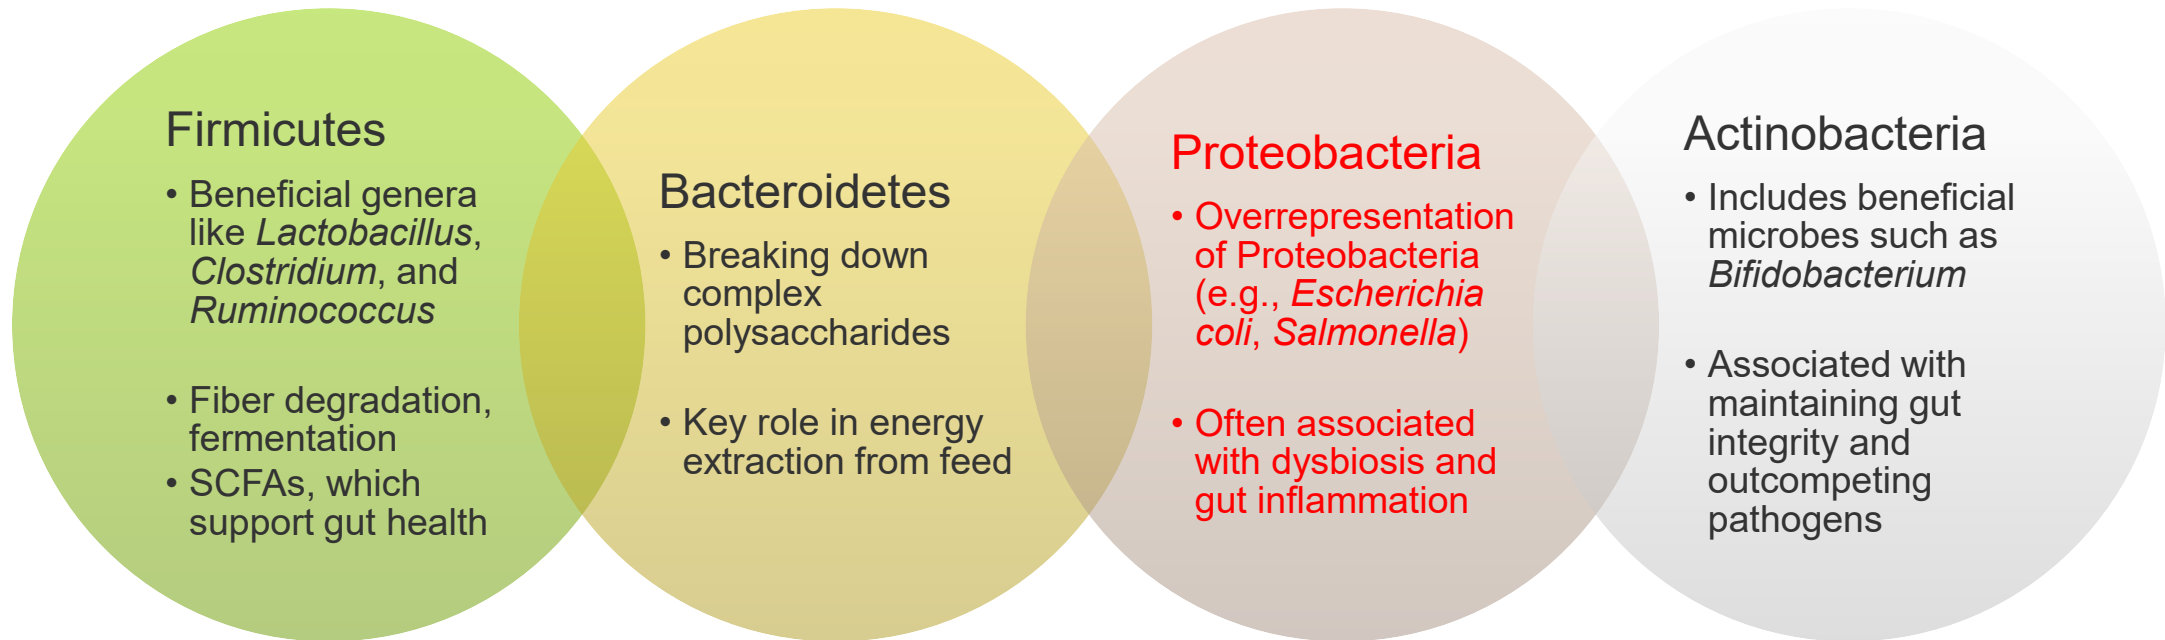 Firmicutes
• Beneficial genera
like Lactobacillus,
Clostridium, and
Ruminococcus
• Fiber degradation,
fermentation
• SCFAs, which
support gut health
Bacteroidetes
• Breaking down
complex
polysaccharides
• Key role in energy
extraction from feed
Proteobacteria
• Overrepresentation
of Proteobacteria
(e.g., Escherichia
coli, Salmonella)
• Often associated
with dysbiosis and
gut inflammation
Actinobacteria
• Includes beneficial
microbes such as
Bifidobacterium
• Associated with
maintaining gut
integrity and
outcompeting
pathogens